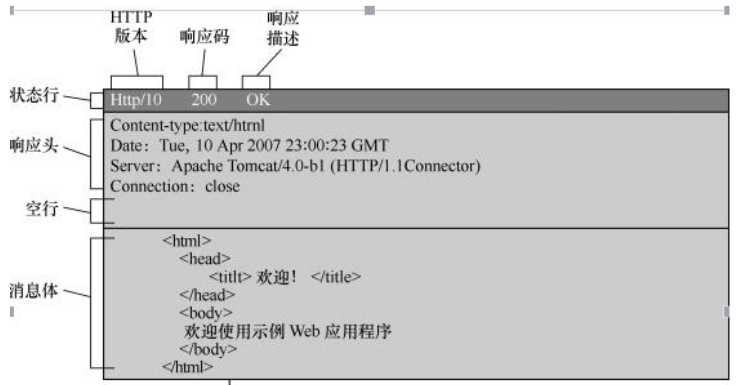 HTTP
版本
响应码
响应
描述
状态行
Http/10 200 OK
响应头
Content-type:text/html
Date: Tue, 10 Apr 2007 23:00:23 GMT
Server: Apache Tomcat/4.0-b1 (HTTP/1.1Connector)
Connection: close
空行
消息体
<html>
<head>
<titlt> 欢迎! </title>
</head>
<body>
欢迎使用示例 Web 应用程序
</body>
</html>